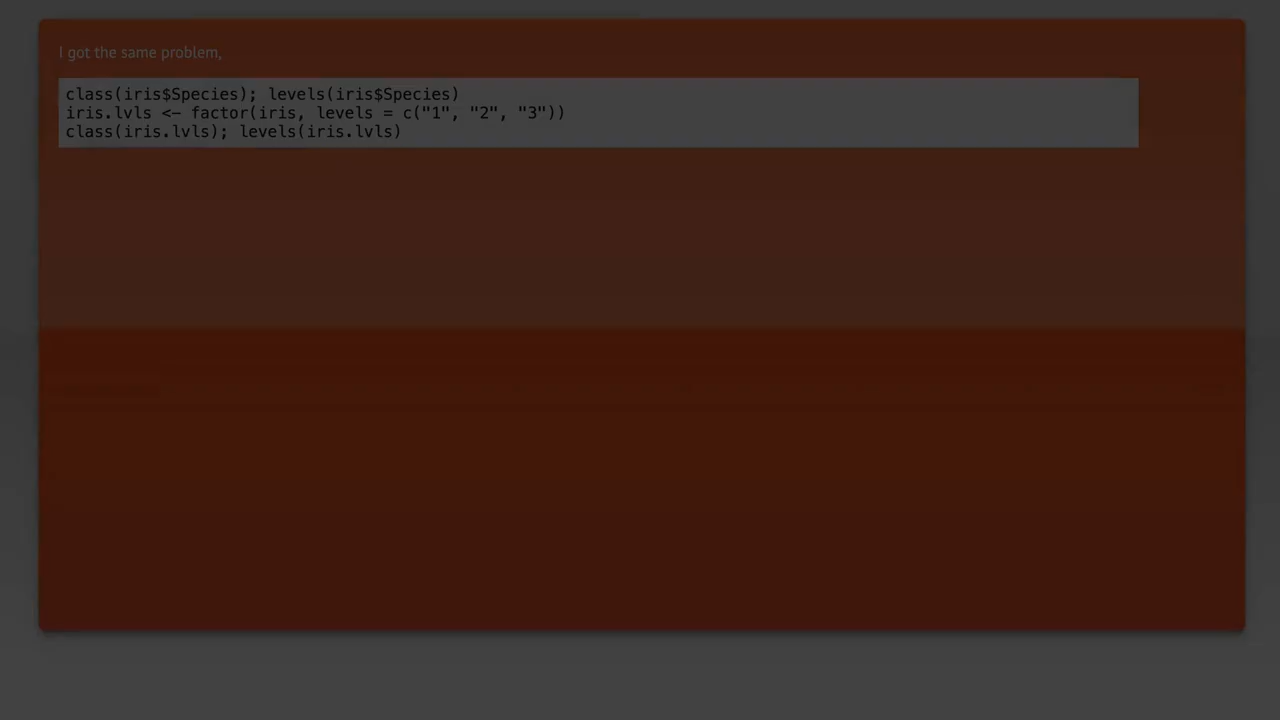 I got the same problem,
class(iris$Species); levels(iris$Species)
iris.lvls <- factor(iris, levels = c("1", "2", "3"))
class(iris.lvls); levels(iris.lvls)